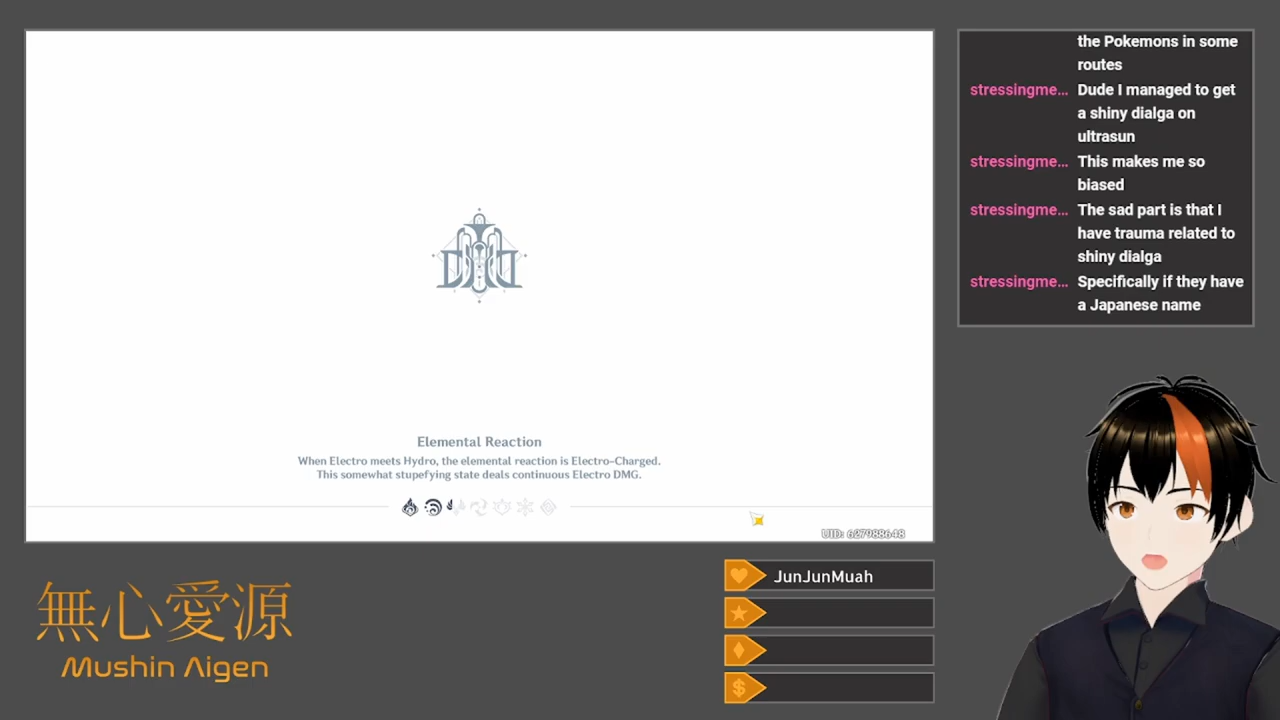 the Pokemons in some
routes
stressingme... Dude I managed to get
a shiny dialga on
ultrasun
stressingme... This makes me so
biased
stressingme... The sad part is that I
have trauma related to
shiny dialga
stressingme... Specifically if they have
a Japanese name
Elemental Reaction
When Electro meets Hydro, the elemental reaction is Electro-Charged.
This somewhat stupefying state deals continuous Electro DMG.
UID: 627988648
JunJunMuah
無心愛源
Mushin Aigen